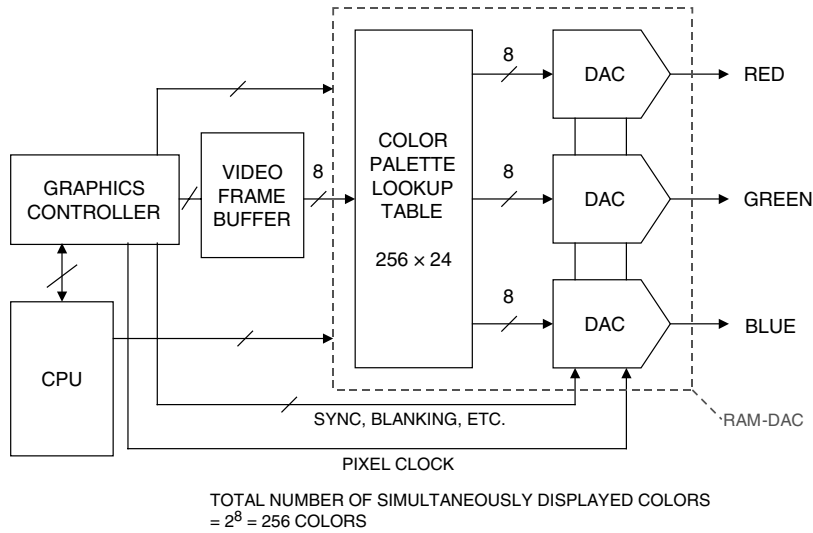 8
DAC
RED
COLOR
PALETTE
LOOKUP
TABLE
256 × 24
GRAPHICS
CONTROLLER
VIDEO
FRAME
BUFFER
8
8
DAC
GREEN
8
DAC
BLUE
CPU
SYNC, BLANKING, ETC.
RAM-DAC
PIXEL CLOCK
TOTAL NUMBER OF SIMULTANEOUSLY DISPLAYED COLORS
= 2⁸ = 256 COLORS